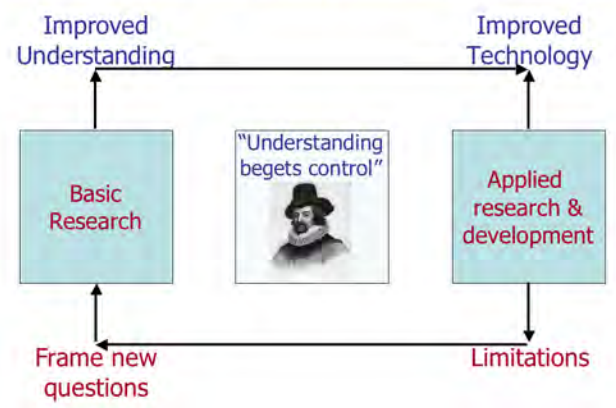 Improved
Understanding
Improved
Technology
Basic
Research
"Understanding
begets control"
Applied
research &
development
Frame new
questions
Limitations